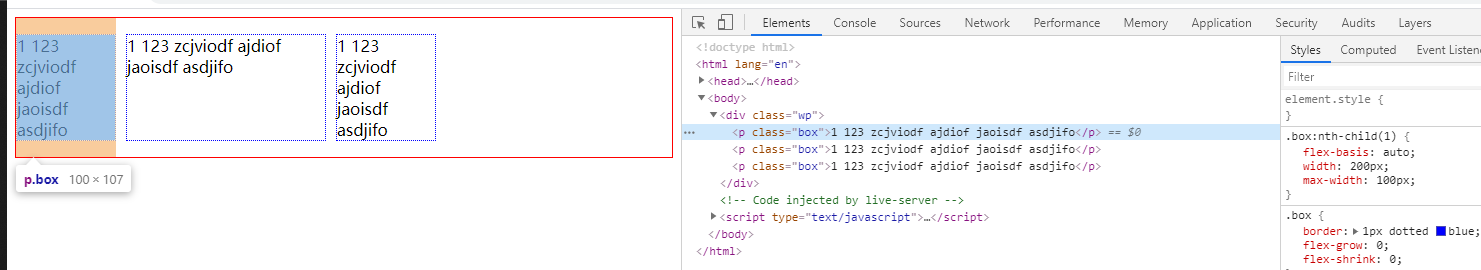 1 123
zcjviodf
ajdiof
jaoisdf
asdjifo
1 123 zcjviodf ajdiof
jaoisdf asdjifo
1 123
zcjviodf
ajdiof
jaoisdf
asdjifo
p.box 100 × 107
Elements Console Sources Network Performance Memory Application Security Audits Layers
<!doctype html>
<html lang="en">
<head>…</head>
<body>
<div class="wp">
… <p class="box">1 123 zcjviodf ajdiof jaoisdf asdjifo</p> == $0
<p class="box">1 123 zcjviodf ajdiof jaoisdf asdjifo</p>
<p class="box">1 123 zcjviodf ajdiof jaoisdf asdjifo</p>
</div>
<!-- Code injected by live-server -->
<script type="text/javascript">…</script>
</body>
</html>
Styles Computed Event Listene
Filter
element.style {
}
.box:nth-child(1) {
flex-basis: auto;
width: 200px;
max-width: 100px;
}
.box {
border: 1px dotted blue;
flex-grow: 0;
flex-shrink: 0;